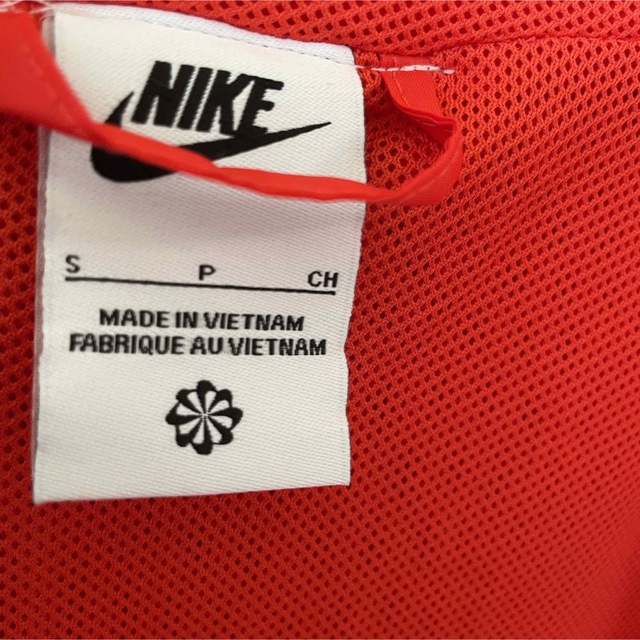 NIKE
S P CH
MADE IN VIETNAM
FABRIQUE AU VIETNAM